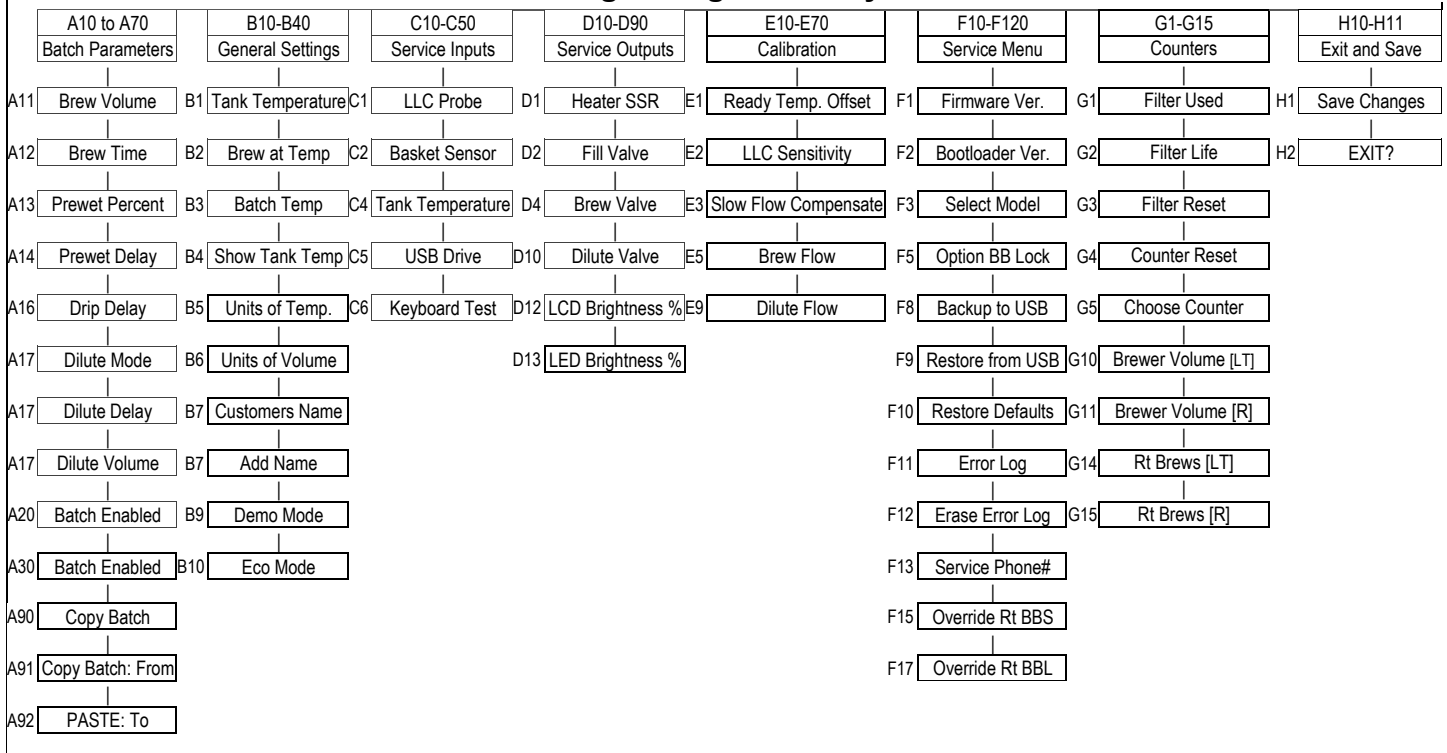 A10 to A70 B10-B40 C10-C50 D10-D90 E10-E70 F10-F120 G1-G15 H10-H11
Batch Parameters General Settings Service Inputs Service Outputs Calibration Service Menu Counters Exit and Save
A11 Brew Volume B1 Tank Temperature C1 LLC Probe D1 Heater SSR E1 Ready Temp. Offset F1 Firmware Ver. G1 Filter Used H1 Save Changes
A12 Brew Time B2 Brew at Temp C2 Basket Sensor D2 Fill Valve E2 LLC Sensitivity F2 Bootloader Ver. G2 Filter Life H2 EXIT?
A13 Prewet Percent B3 Batch Temp C4 Tank Temperature D4 Brew Valve E3 Slow Flow Compensate F3 Select Model G3 Filter Reset
A14 Prewet Delay B4 Show Tank Temp C5 USB Drive D10 Dilute Valve E5 Brew Flow F5 Option BB Lock G4 Counter Reset
A16 Drip Delay B5 Units of Temp. C6 Keyboard Test D12 LCD Brightness % E9 Dilute Flow F8 Backup to USB G5 Choose Counter
A17 Dilute Mode B6 Units of Volume D13 LED Brightness % F9 Restore from USB G10 Brewer Volume [LT]
A17 Dilute Delay B7 Customers Name F10 Restore Defaults G11 Brewer Volume [R]
A17 Dilute Volume B7 Add Name F11 Error Log G14 Rt Brews [LT]
A20 Batch Enabled B9 Demo Mode F12 Erase Error Log G15 Rt Brews [R]
A30 Batch Enabled B10 Eco Mode F13 Service Phone#
A90 Copy Batch F15 Override Rt BBS
A91 Copy Batch: From F17 Override Rt BBL
A92 PASTE: To